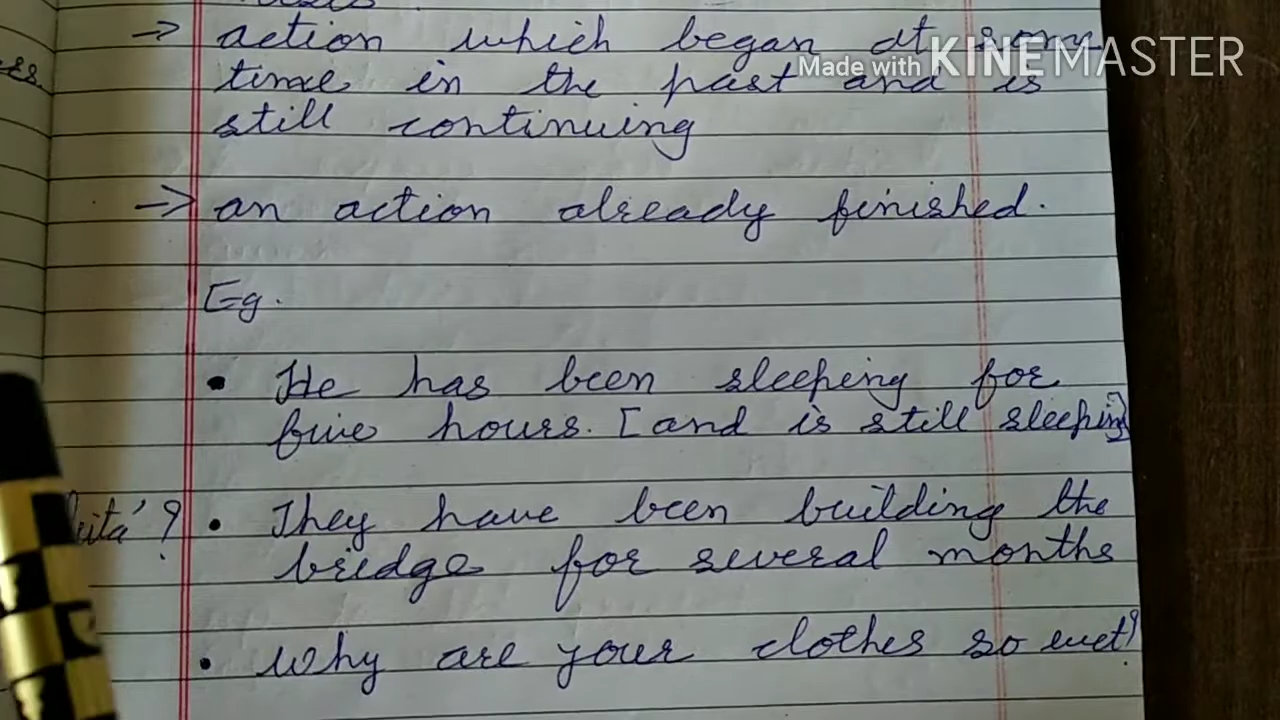 → action which began at some
time in the past and is
still continuing
→ an action already finished.
Eg.
• He has been sleeping for
five hours. [and is still sleeping]
• They have been building the
bridge for several months
• Why are your clothes so wet?
Made with KINEMASTER